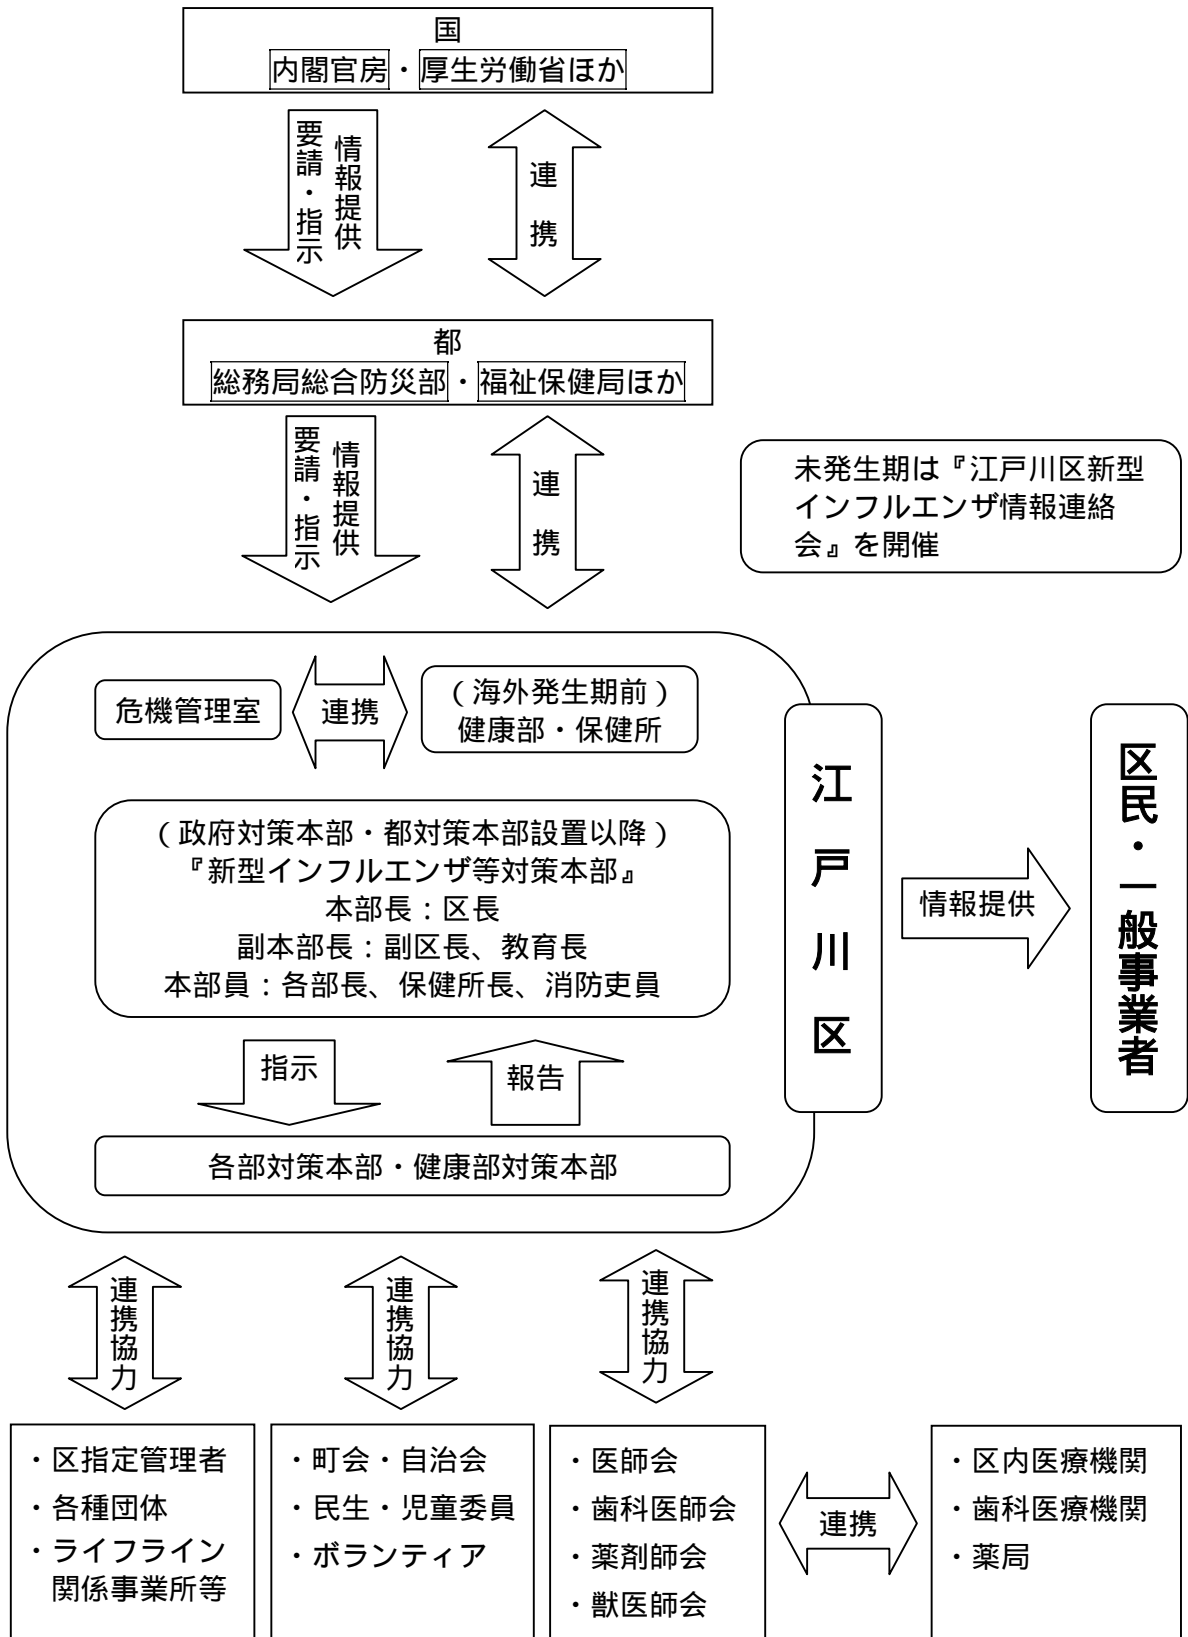 国
内閣官房・厚生労働省ほか
要請・指示
情報提供
連携
都
総務局総合防災部・福祉保健局ほか
要請・指示
情報提供
連携
未発生期は『江戸川区新型
インフルエンザ情報連絡
会』を開催
危機管理室
連携
（海外発生期前）
健康部・保健所
（政府対策本部・都対策本部設置以降）
『新型インフルエンザ等対策本部』
本部長：区長
副本部長：副区長、教育長
本部員：各部長、保健所長、消防吏員
指示
報告
各部対策本部・健康部対策本部
江戸川区
情報提供
区民・一般事業者
連携協力
連携協力
連携協力
・区指定管理者
・各種団体
・ライフライン
関係事業所等
・町会・自治会
・民生・児童委員
・ボランティア
・医師会
・歯科医師会
・薬剤師会
・獣医師会
連携
・区内医療機関
・歯科医療機関
・薬局